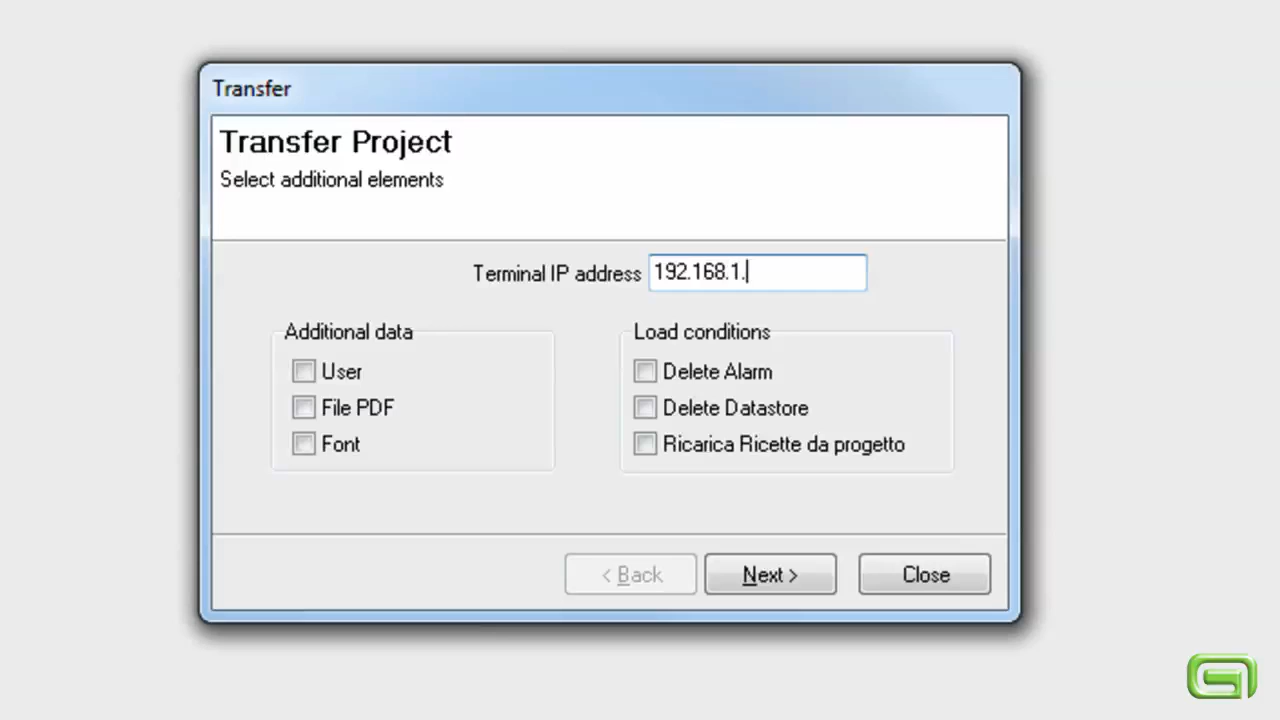 Transfer
Transfer Project
Select additional elements
Terminal IP address 192.168.1.
Additional data
User
File PDF
Font
Load conditions
Delete Alarm
Delete Datastore
Ricarica Ricette da progetto
< Back
Next >
Close